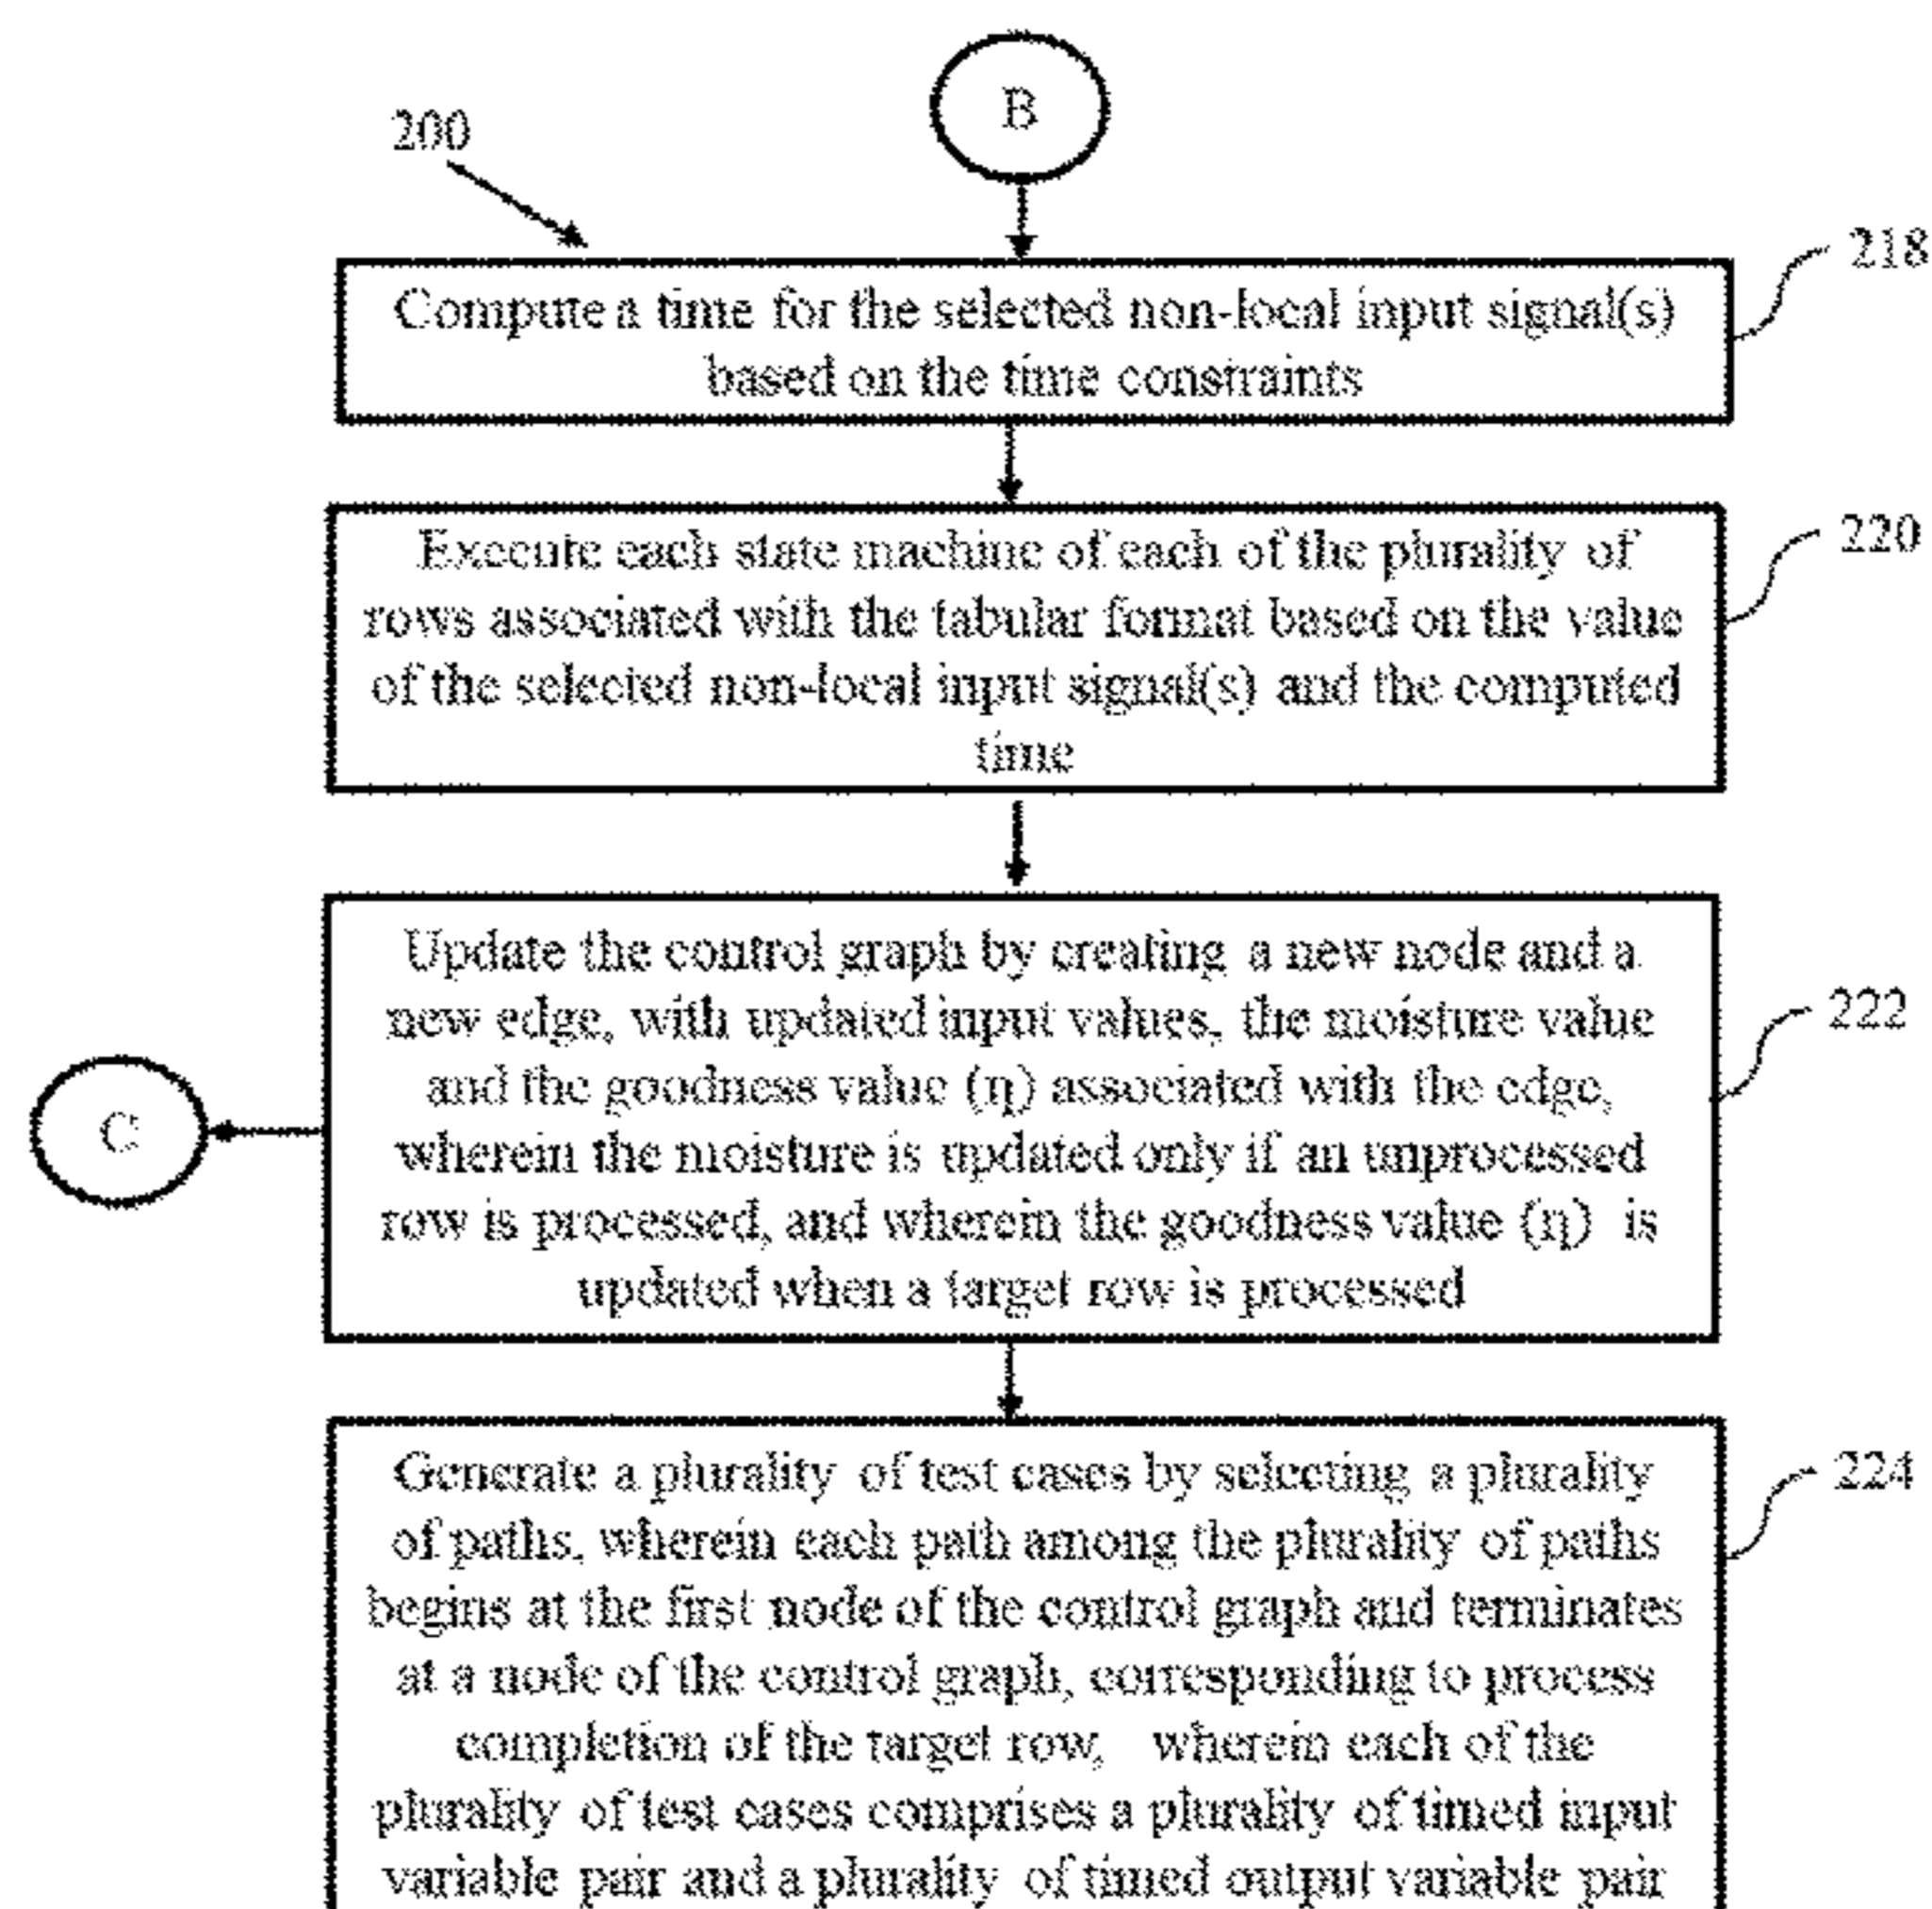 B
200
218
Compute a time for the selected non-local input signal(s)
based on the time constraints
220
Execute each state machine of each of the plurality of
rows associated with the tabular format based on the value
of the selected non-local input signal(s) and the computed
time
222
Update the control graph by creating a new node and a
new edge, with updated input values, the moisture value
and the goodness value (η) associated with the edge,
wherein the moisture is updated only if an unprocessed
row is processed, and wherein the goodness value (η) is
updated when a target row is processed
C
224
Generate a plurality of test cases by selecting a plurality
of paths, wherein each path among the plurality of paths
begins at the first node of the control graph and terminates
at a node of the control graph, corresponding to process
completion of the target row, wherein each of the
plurality of test cases comprises a plurality of timed input
variable pair and a plurality of timed output variable pair